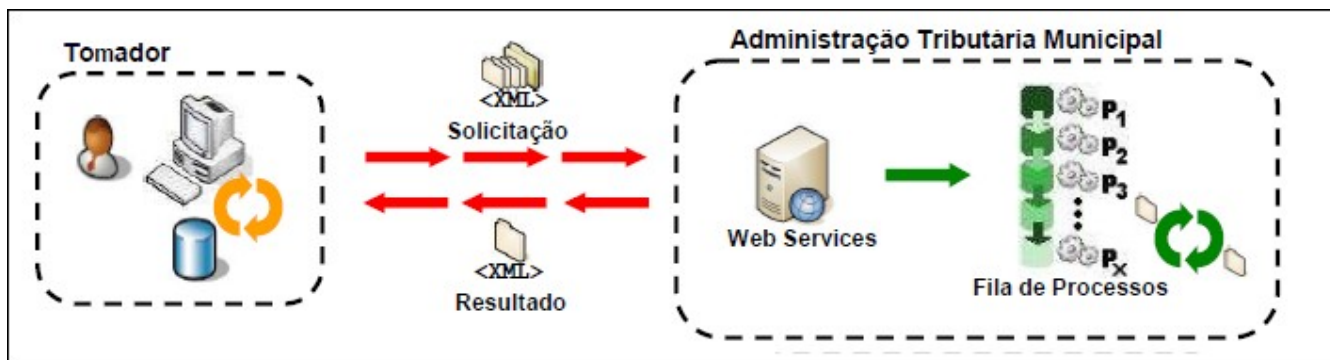 Tomador
<XML>
Solicitação
<XML>
Resultado
Administração Tributária Municipal
Web Services
P1
P2
P3
Px
Fila de Processos